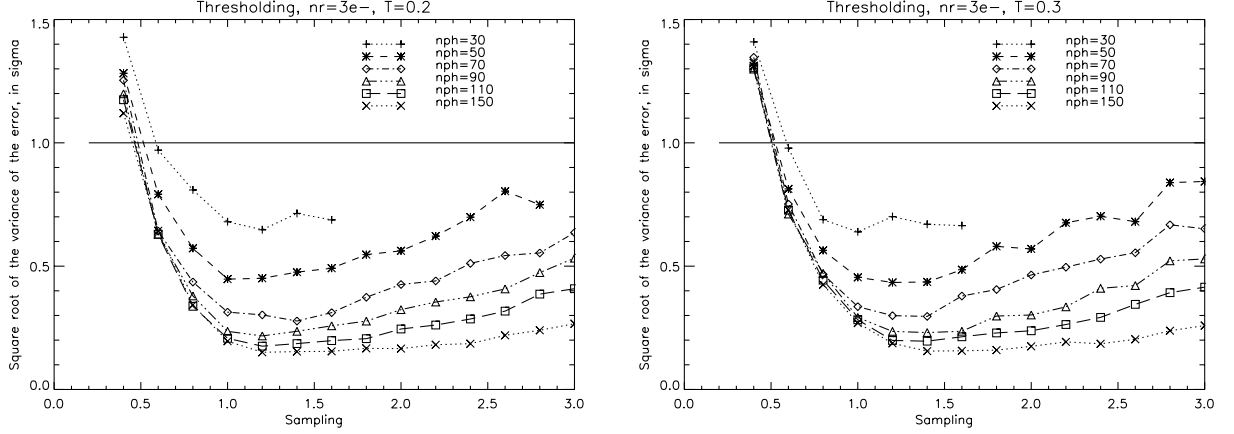 Thresholding, nr=3e-, T=0.2
1.5
1.0
0.5
0.0
Square root of the variance of the error, in sigma
nph=30
nph=50
nph=70
nph=90
nph=110
nph=150
0.0 0.5 1.0 1.5 2.0 2.5 3.0
Sampling
Thresholding, nr=3e-, T=0.3
1.5
1.0
0.5
0.0
Square root of the variance of the error, in sigma
nph=30
nph=50
nph=70
nph=90
nph=110
nph=150
0.0 0.5 1.0 1.5 2.0 2.5 3.0
Sampling